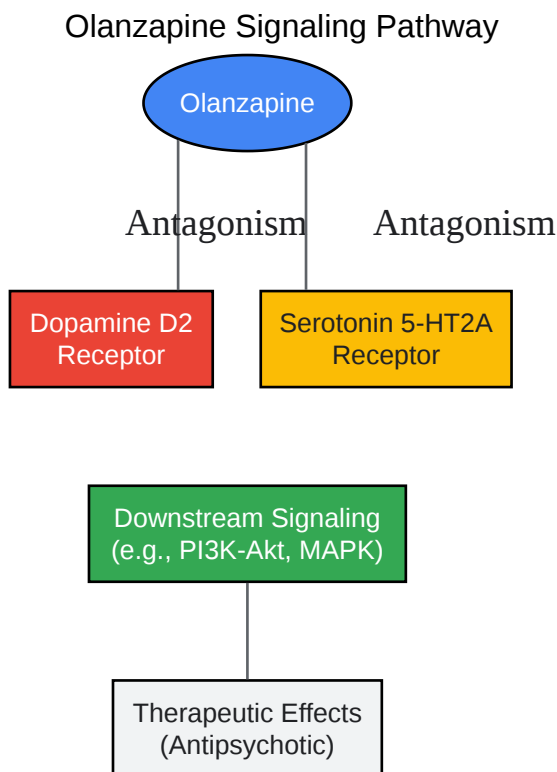 Olanzapine Signaling Pathway
Olanzapine
Antagonism
Antagonism
Dopamine D2
Receptor
Serotonin 5-HT2A
Receptor
Downstream Signaling
(e.g., PI3K-Akt, MAPK)
Therapeutic Effects
(Antipsychotic)